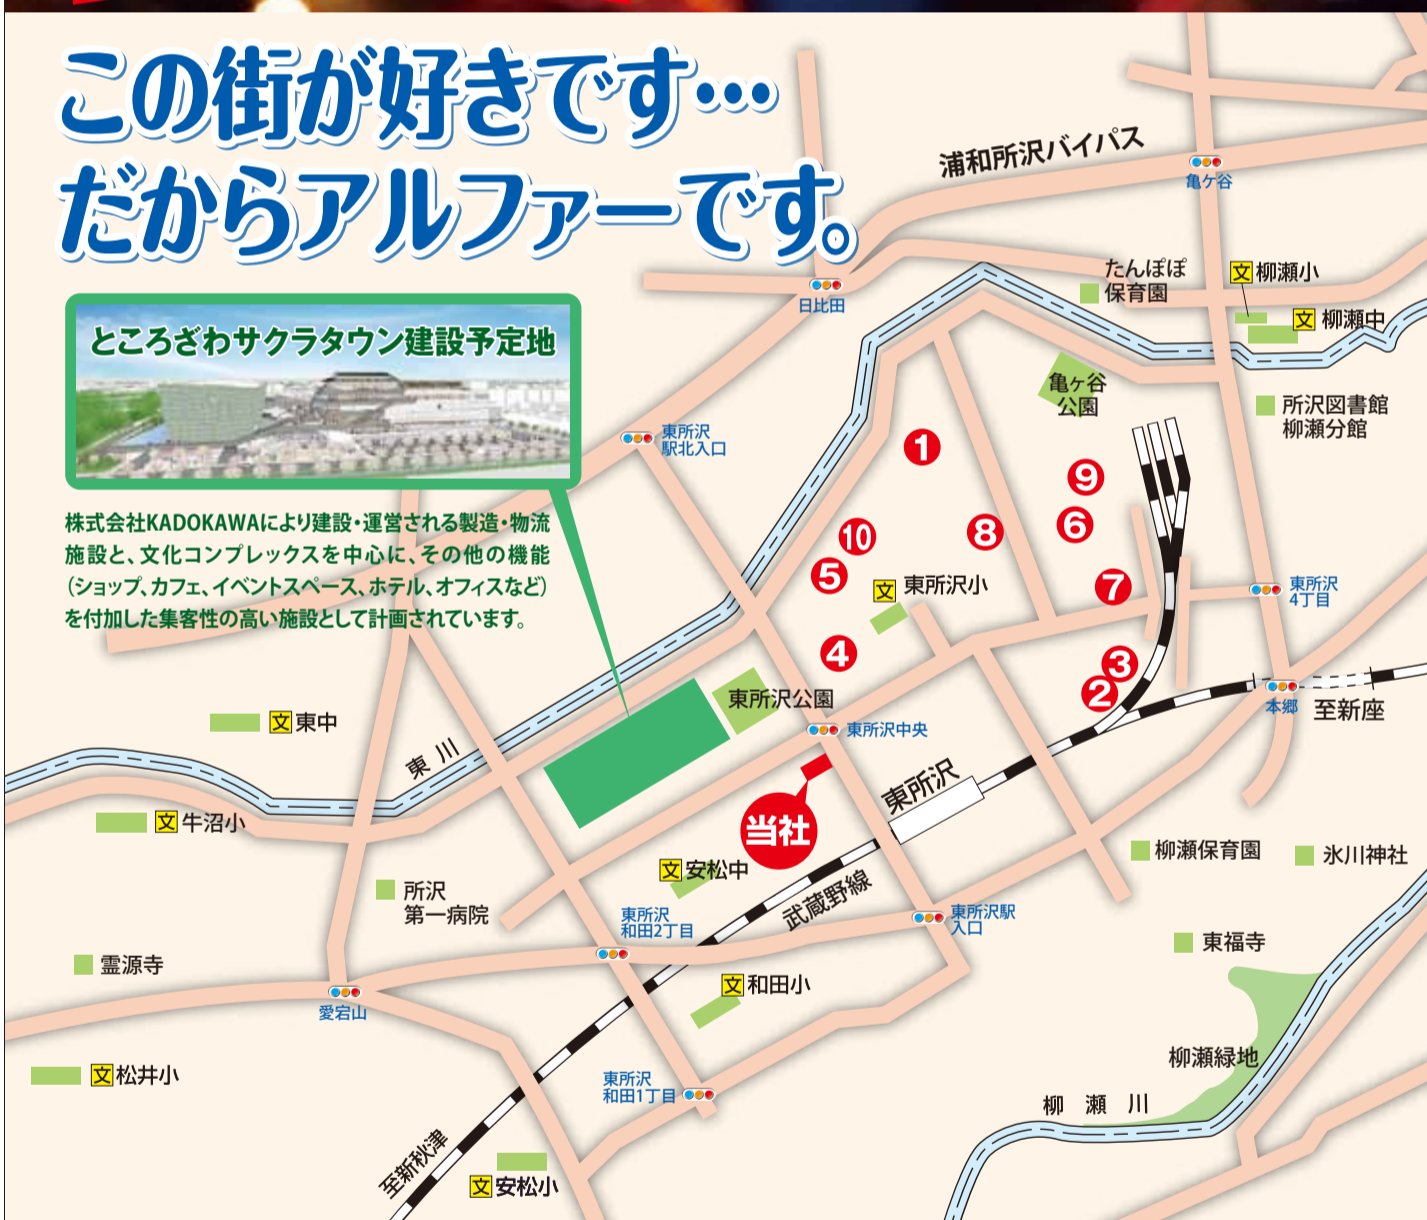 この街が好きです…
だからアルファーです。
ところざわサクラタウン建設予定地
株式会社KADOKAWAにより建設・運営される製造・物流
施設と、文化コンプレックスを中心に、その他の機能
（ショップ、カフェ、イベントスペース、ホテル、オフィスなど）
を付加した集客性の高い施設として計画されています。
浦和所沢バイパス
亀ケ谷
日比田
たんぽぽ
保育園
文 柳瀬小
文 柳瀬中
亀ヶ谷
公園
所沢図書館
柳瀬分館
東所沢
駅北入口
1
9
6
10
8
5
7
文 東所沢小
東所沢
4丁目
4
3
2
東所沢公園
本郷
至新座
文 東中
東所沢中央
東川
東所沢
当社
文 牛沼小
柳瀬保育園
氷川神社
文 安松中
武蔵野線
所沢
第一病院
東所沢
和田2丁目
東所沢駅
入口
東福寺
霊源寺
文 和田小
愛宕山
柳瀬緑地
文 松井小
東所沢
和田1丁目
柳瀬川
至新秋津
文 安松小